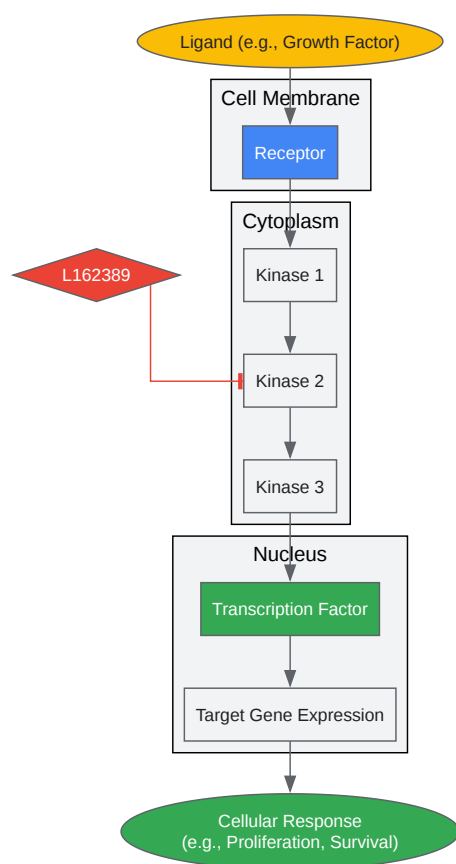 Ligand (e.g., Growth Factor)
Cell Membrane
Receptor
Cytoplasm
Kinase 1
L162389
Kinase 2
Kinase 3
Nucleus
Transcription Factor
Target Gene Expression
Cellular Response
(e.g., Proliferation, Survival)